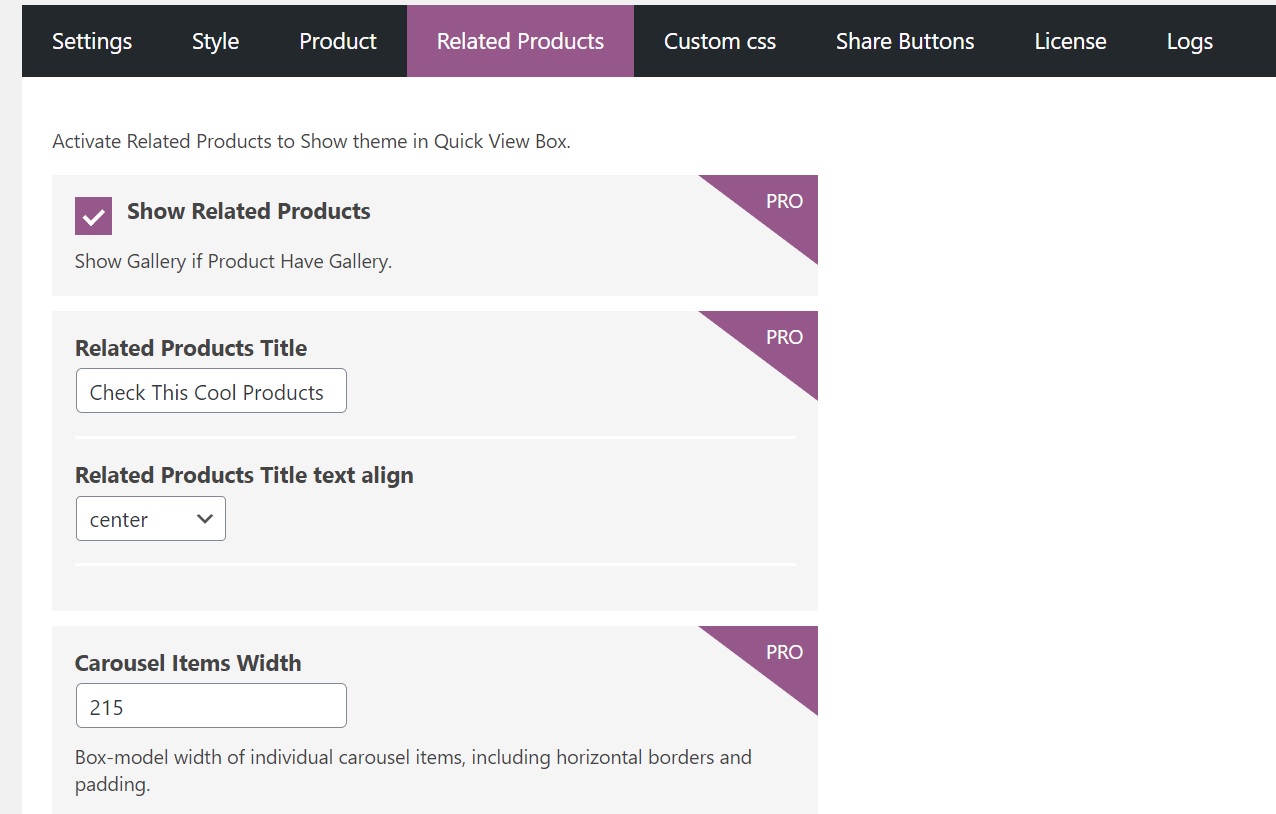 Settings Style Product Related Products Custom css Share Buttons License Logs
Activate Related Products to Show theme in Quick View Box.
Show Related Products
PRO
Show Gallery if Product Have Gallery.
PRO
Related Products Title
Check This Cool Products
Related Products Title text align
center
PRO
Carousel Items Width
215
Box-model width of individual carousel items, including horizontal borders and
padding.